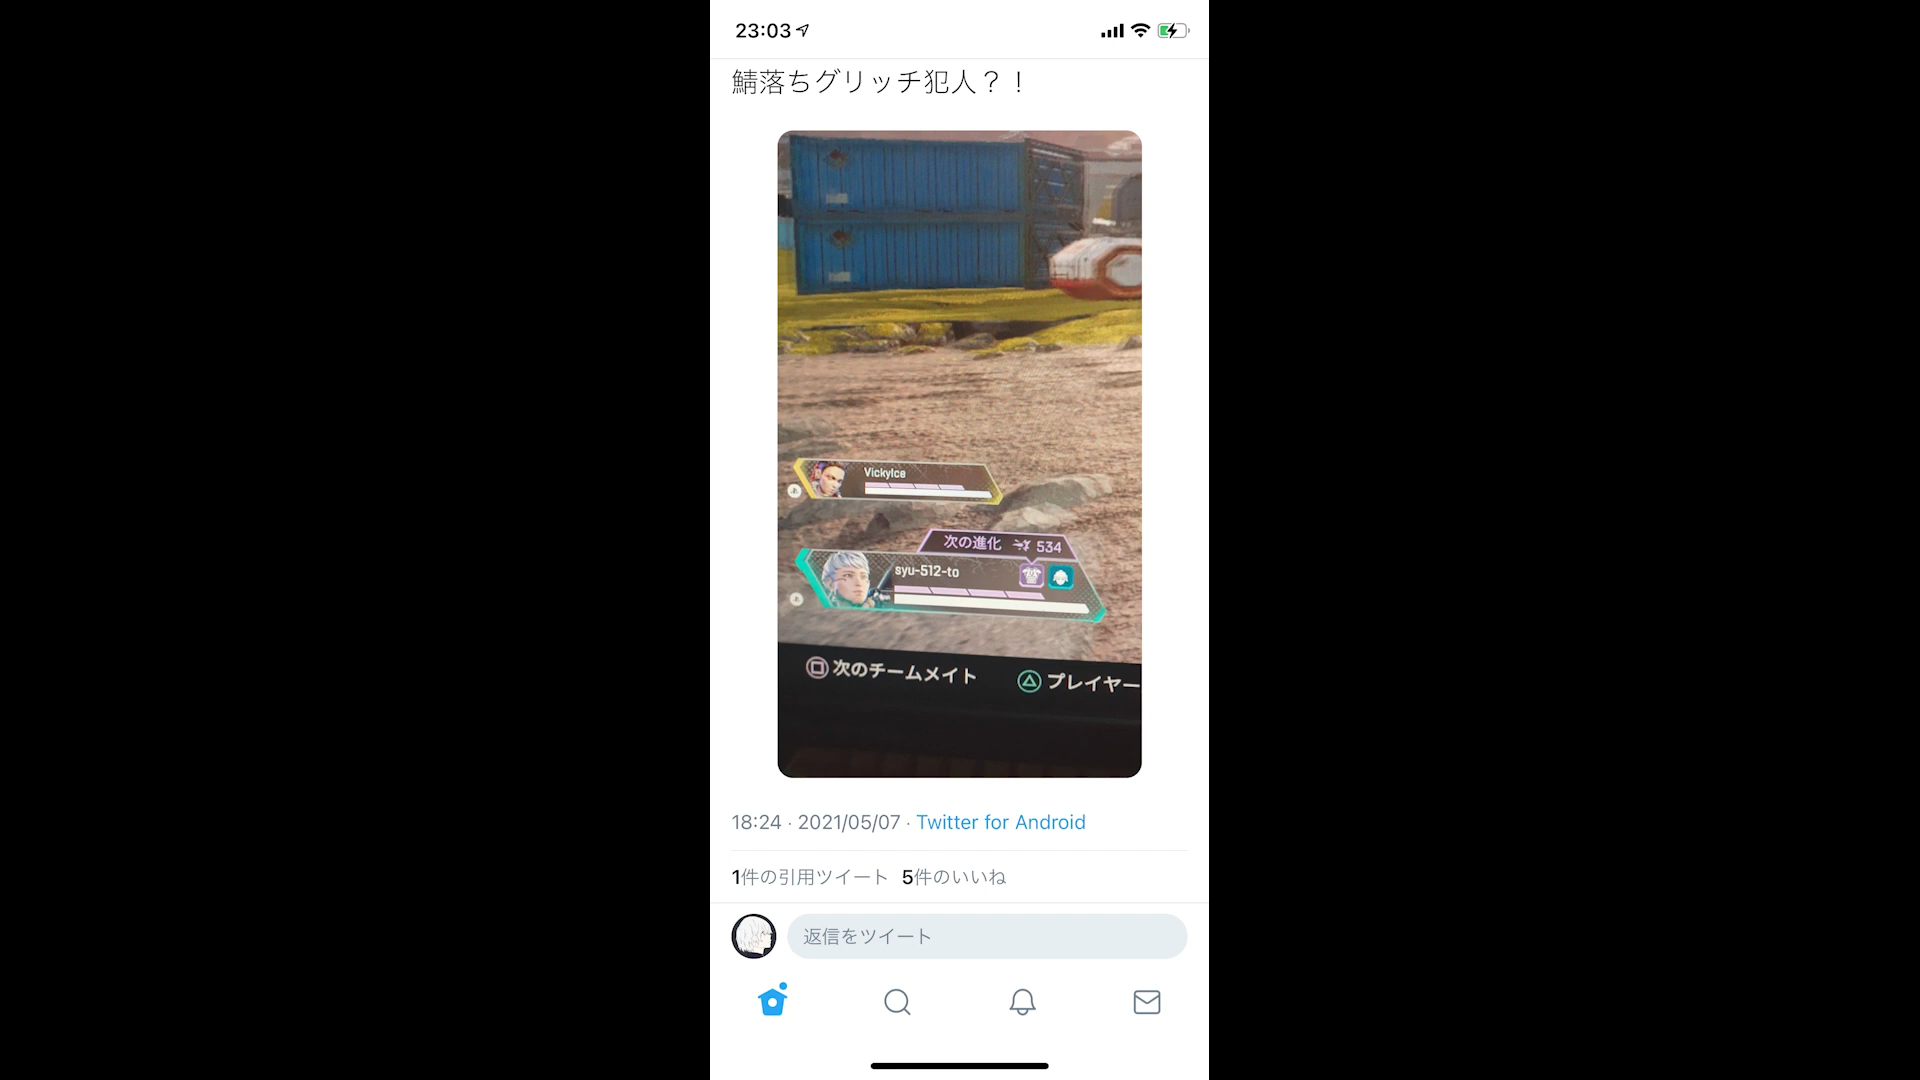 23:03
鯖落ちグリッチ犯人？！
VickyIce
次の進化 534
syu-512-to
次のチームメイト
プレイヤー
18:24 · 2021/05/07 · Twitter for Android
1件の引用ツイート 5件のいいね
返信をツイート